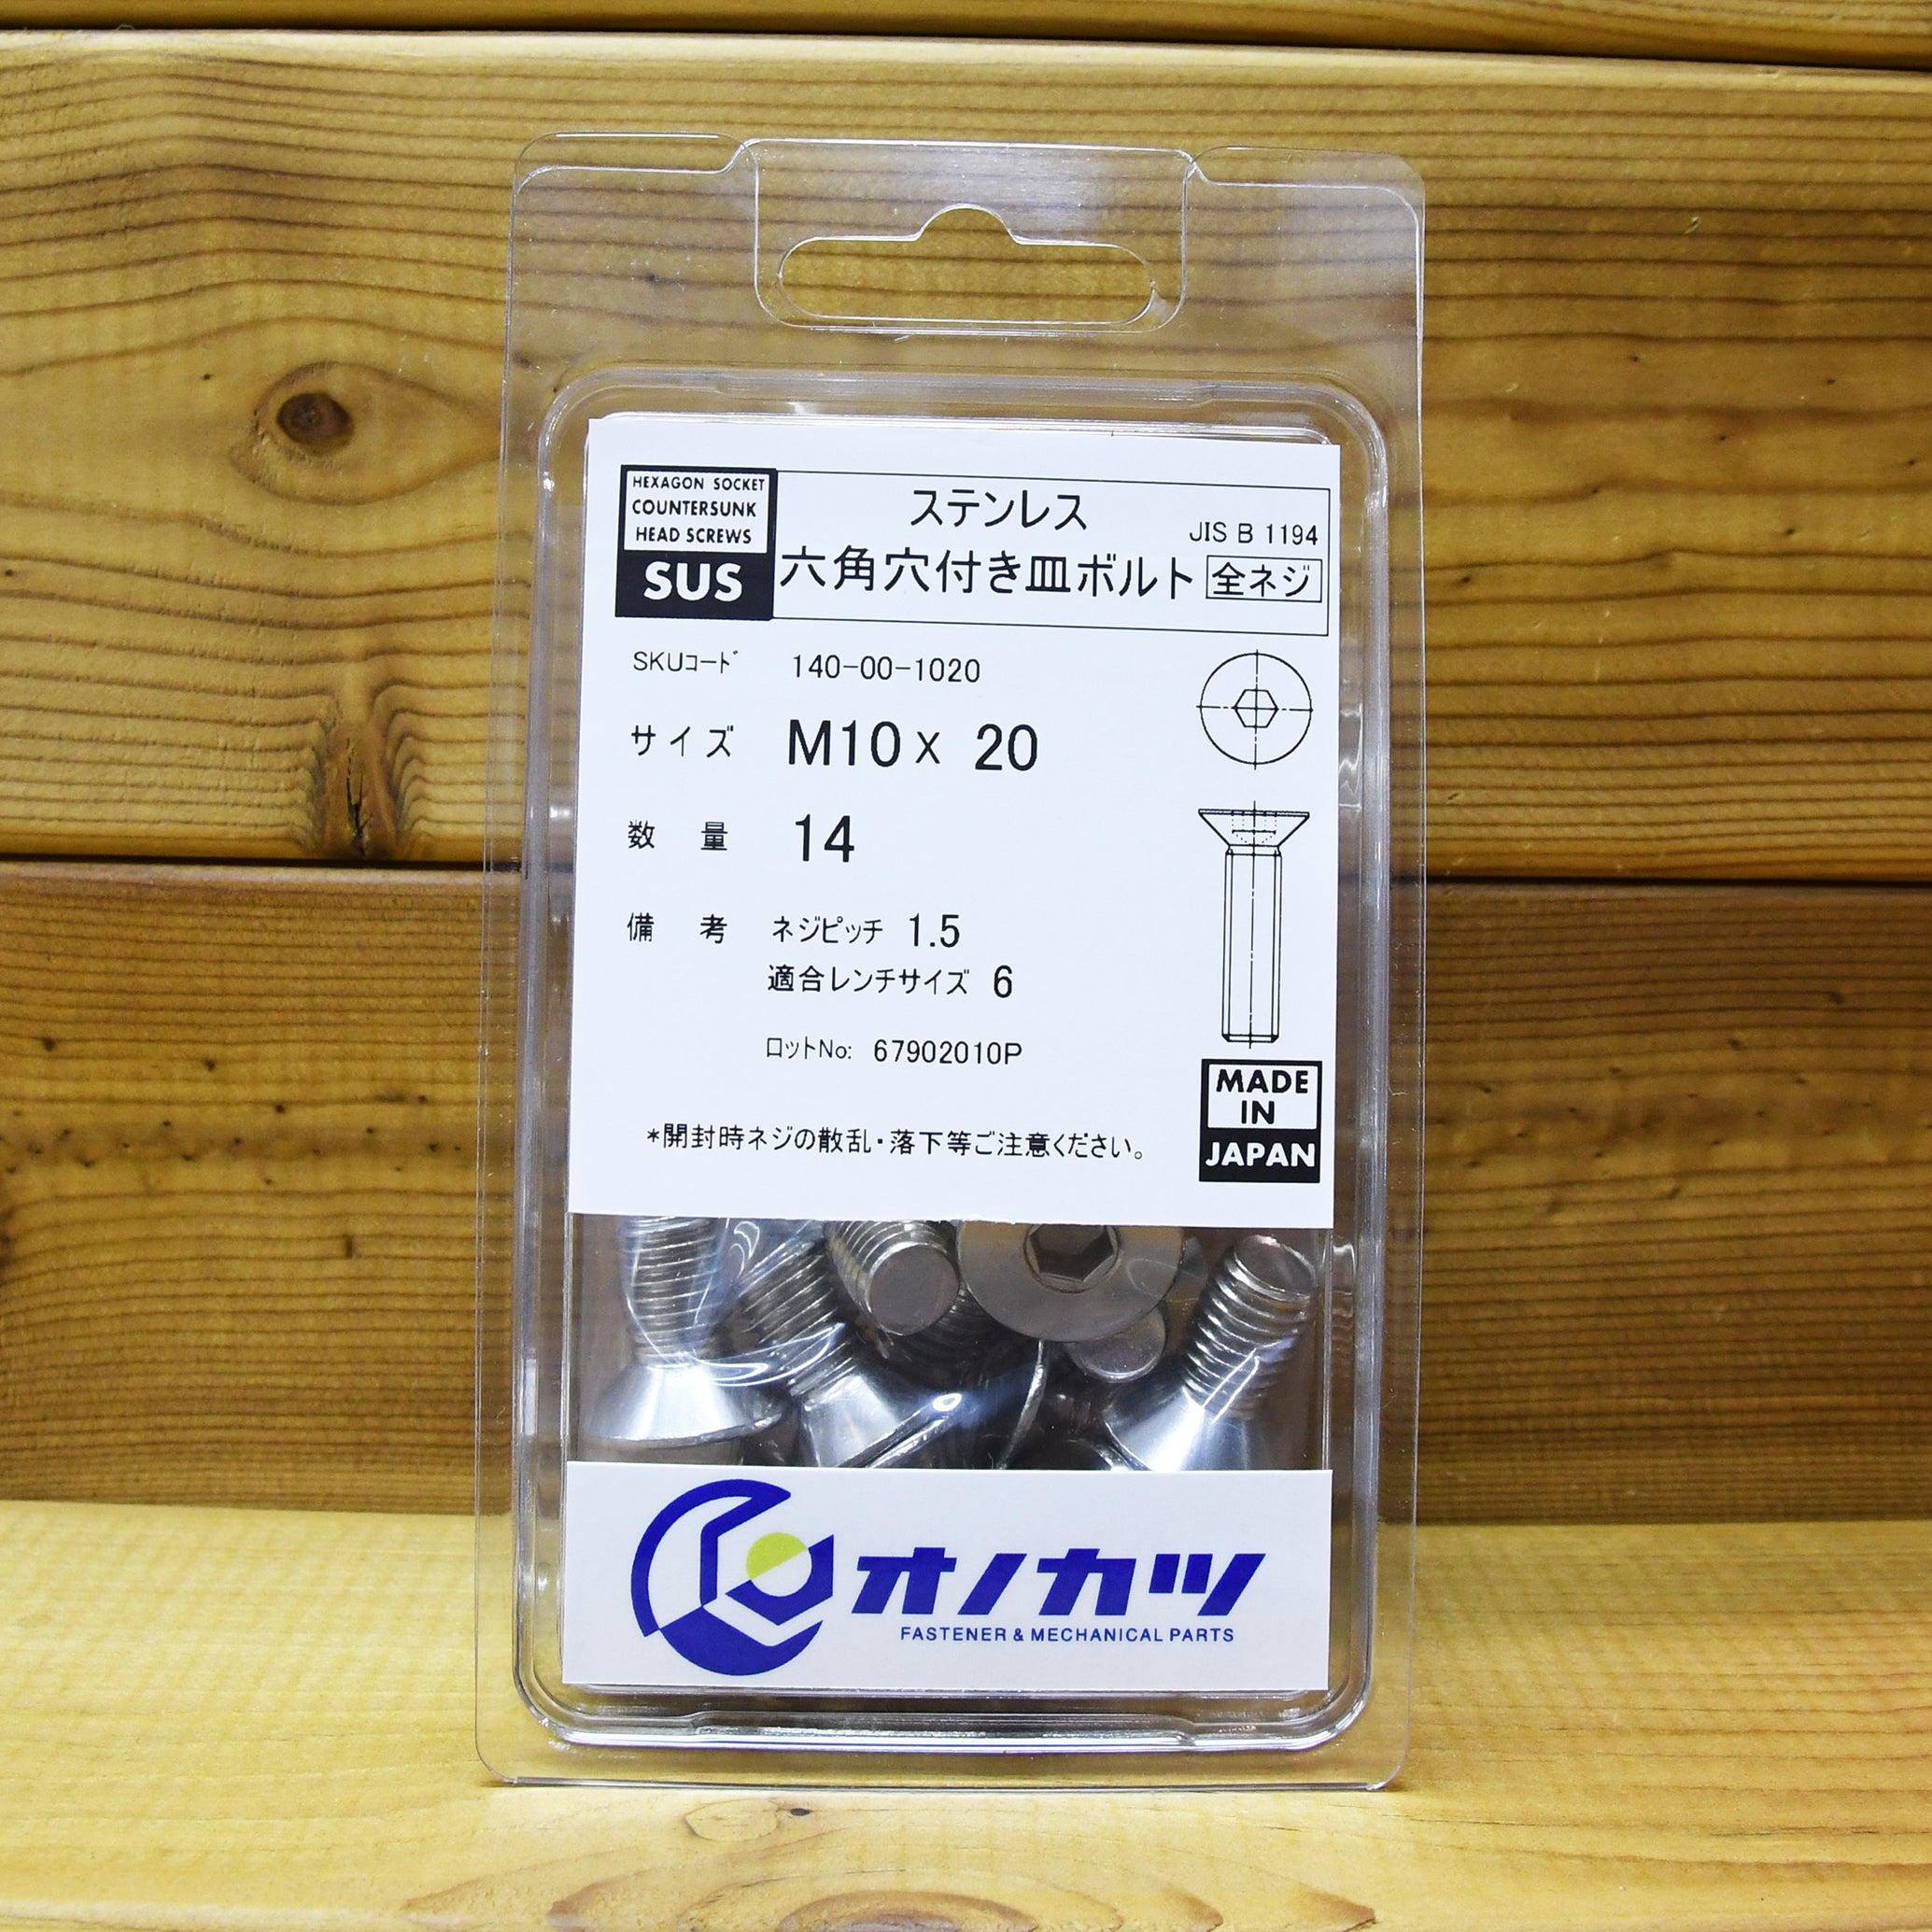 HEXAGON SOCKET
COUNTERSUNK
HEAD SCREWS
SUS
ステンレス
JIS B 1194
六角穴付き皿ボルト 全ネジ
SKUコード 140-00-1020
サイズ M10 x 20
数 量 14
備 考 ネジピッチ 1.5
適合レンチサイズ 6
ロットNo: 67902010P
MADE
IN
JAPAN
*開封時ネジの散乱・落下等ご注意ください。
オノカツ
FASTENER & MECHANICAL PARTS